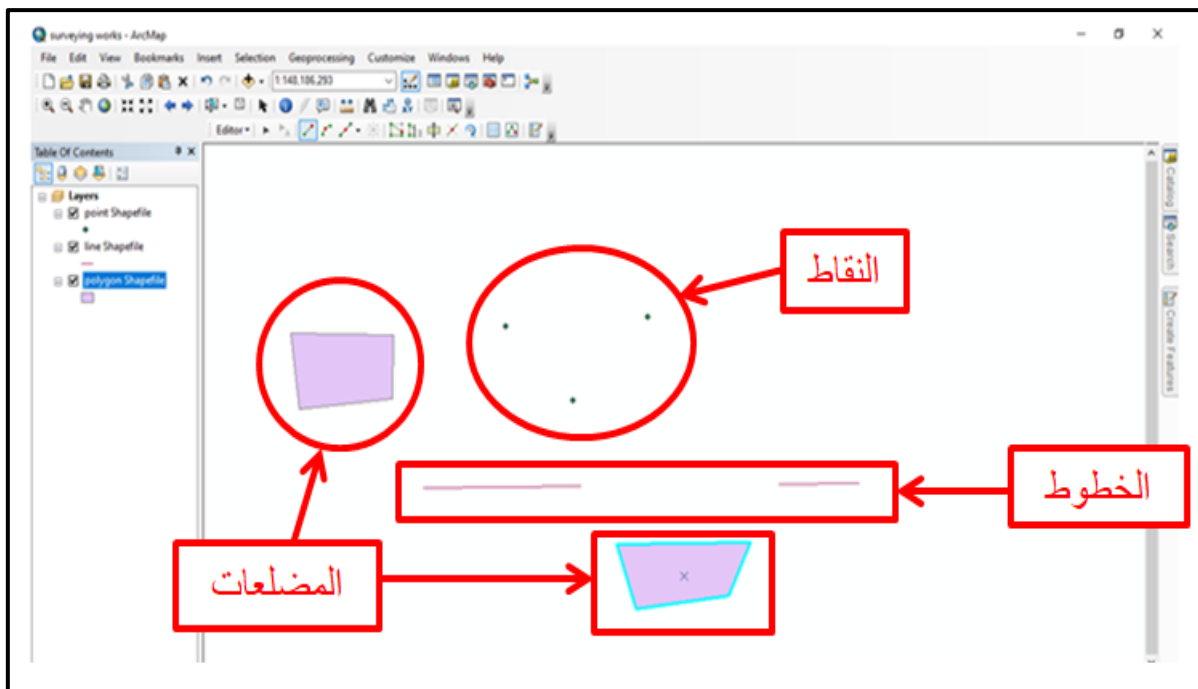 surveying works - ArcMap
File Edit View Bookmarks Insert Selection Geoprocessing Customize Windows Help
1:148,186,293
Editor
Table Of Contents
Layers
point Shapefile
line Shapefile
polygon Shapefile
النقاط
الخطوط
المضلعات
Catalog
Search
Create Features